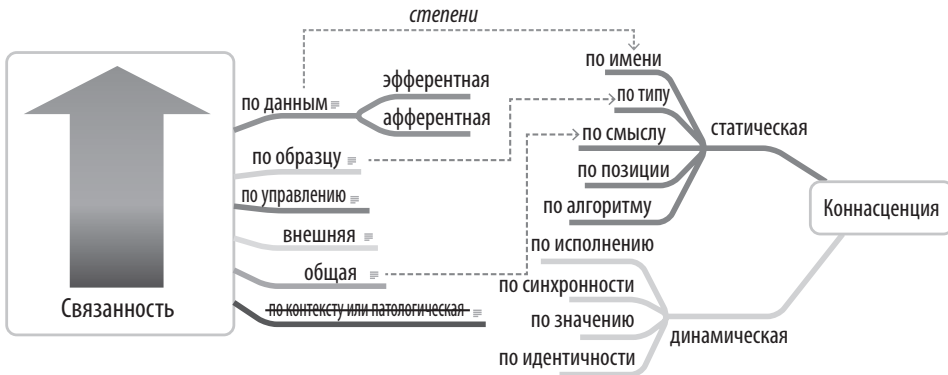 степени
эфферентная
по данным
афферентная
по образцу
по управлению
внешняя
общая
по контексту или патологическая
Связанность
по имени
по типу
по смыслу
статическая
по позиции
по алгоритму
Коннасценция
по исполнению
по синхронности
по значению
динамическая
по идентичности